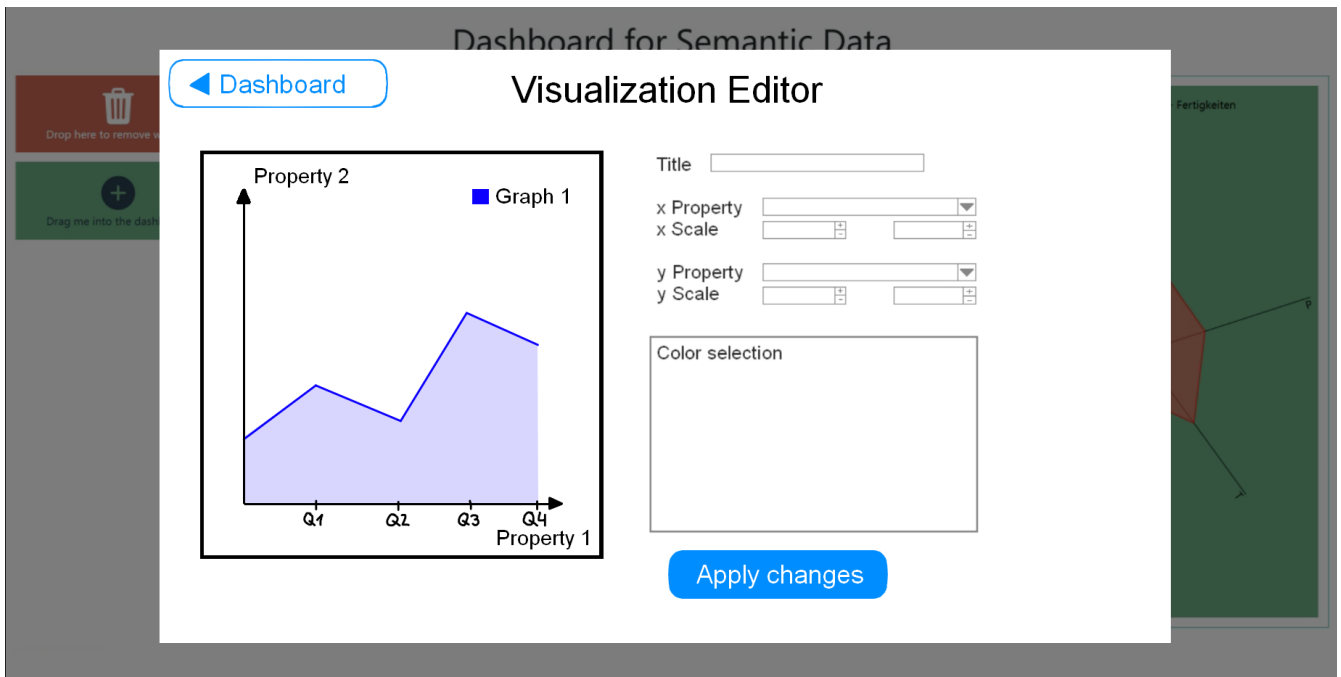 Dashboard for Semantic Data
Drop here to remove w
Drag me into the dash
Fertigkeiten
P
T
Dashboard
Visualization Editor
Property 2
Graph 1
Q1 Q2 Q3 Q4
Property 1
Title
x Property
x Scale
y Property
y Scale
Color selection
Apply changes